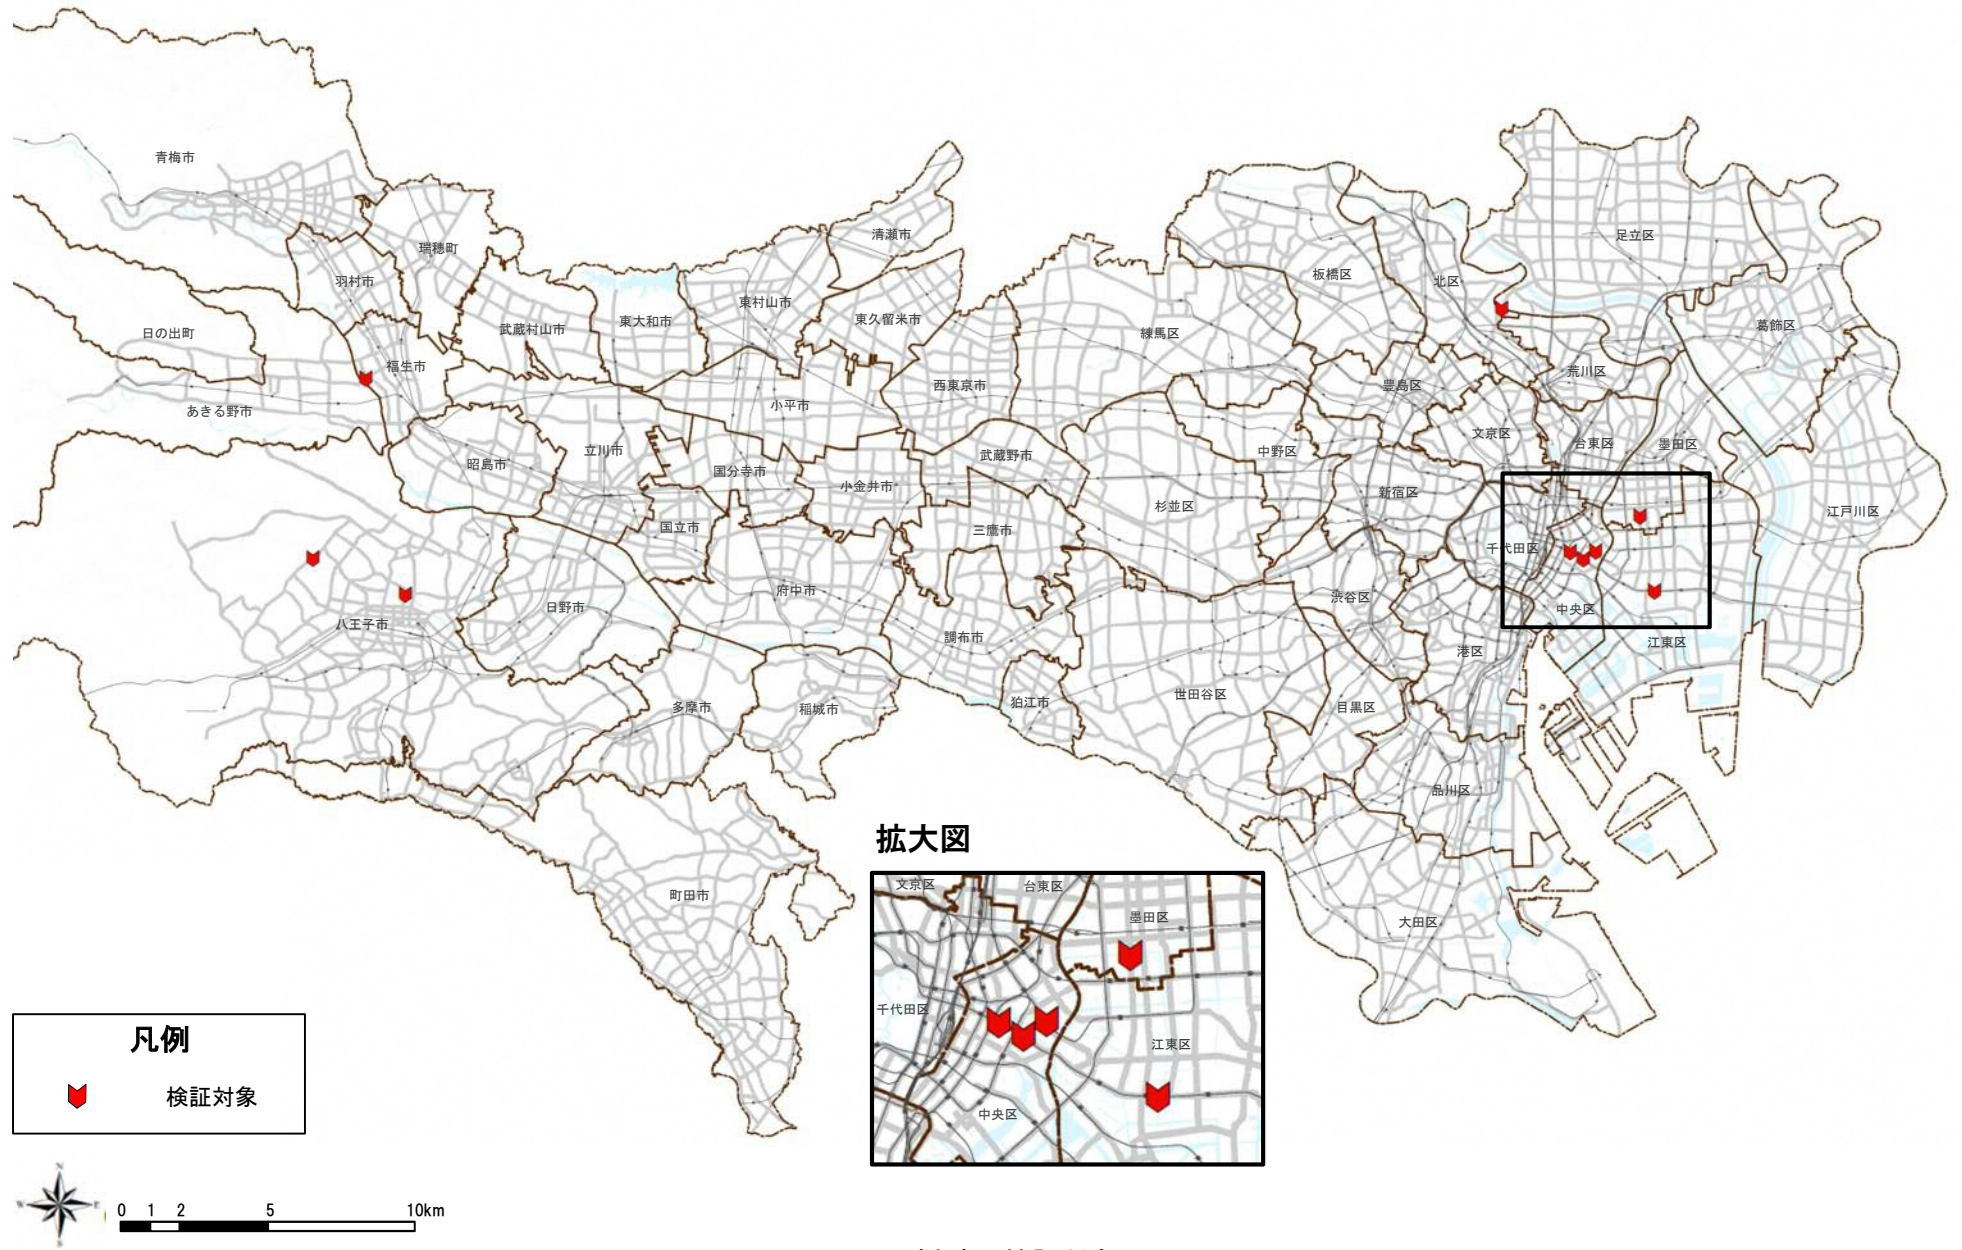 青梅市
瑞穂町
羽村市
日の出町
福生市
あきる野市
武蔵村山市
東大和市
東村山市
清瀬市
東久留米市
西東京市
小平市
昭島市
立川市
国分寺市
小金井市
武蔵野市
国立市
三鷹市
八王子市
日野市
府中市
調布市
多摩市
稲城市
狛江市
町田市
練馬区
板橋区
北区
足立区
葛飾区
豊島区
荒川区
文京区
台東区
墨田区
中野区
杉並区
新宿区
千代田区
江戸川区
渋谷区
中央区
江東区
港区
世田谷区
目黒区
品川区
大田区
拡大図
文京区
台東区
墨田区
千代田区
江東区
中央区
凡例
検証対象
N
W E
S
0 1 2 5 10km